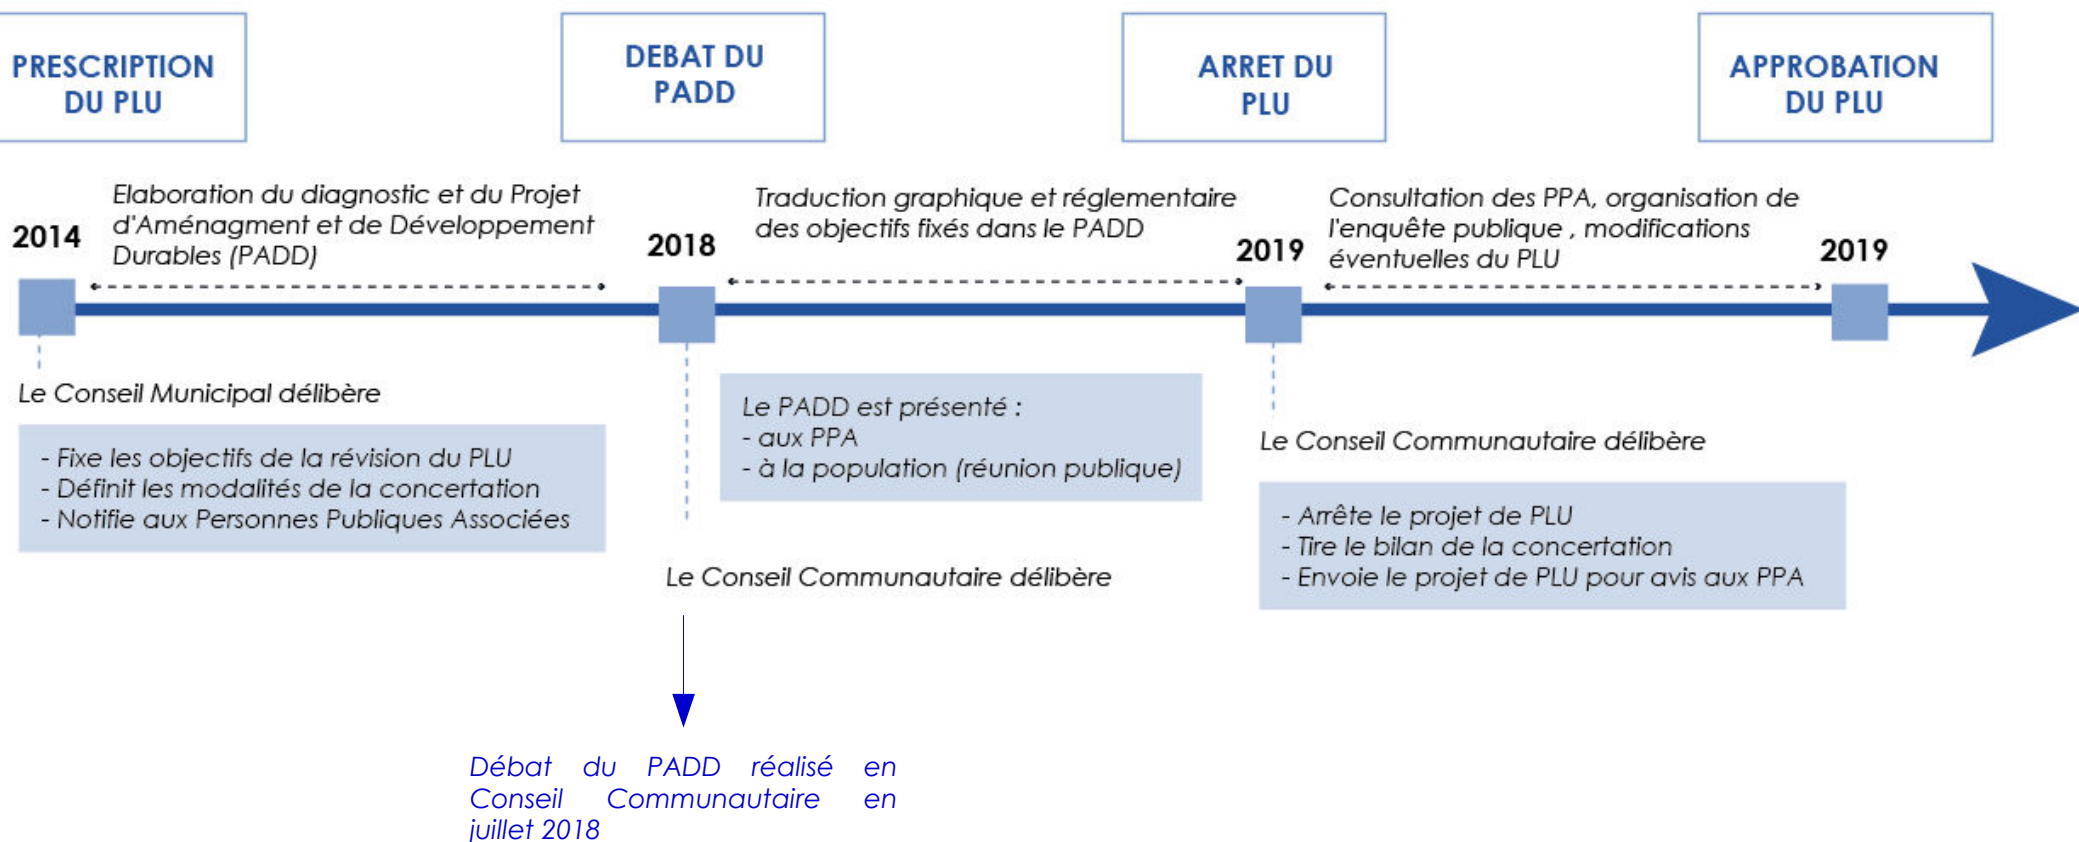 PRESCRIPTION
DU PLU
DEBAT DU
PADD
ARRET DU
PLU
APPROBATION
DU PLU
2014
Elaboration du diagnostic et du Projet
d'Aménagment et de Développement
Durables (PADD)
2018
Traduction graphique et réglementaire
des objectifs fixés dans le PADD
2019
Consultation des PPA, organisation de
l'enquête publique , modifications
éventuelles du PLU
2019
Le Conseil Municipal délibère
- Fixe les objectifs de la révision du PLU
- Définit les modalités de la concertation
- Notifie aux Personnes Publiques Associées
Le PADD est présenté :
- aux PPA
- à la population (réunion publique)
Le Conseil Communautaire délibère
Débat du PADD réalisé en
Conseil Communautaire en
juillet 2018
Le Conseil Communautaire délibère
- Arrête le projet de PLU
- Tire le bilan de la concertation
- Envoie le projet de PLU pour avis aux PPA